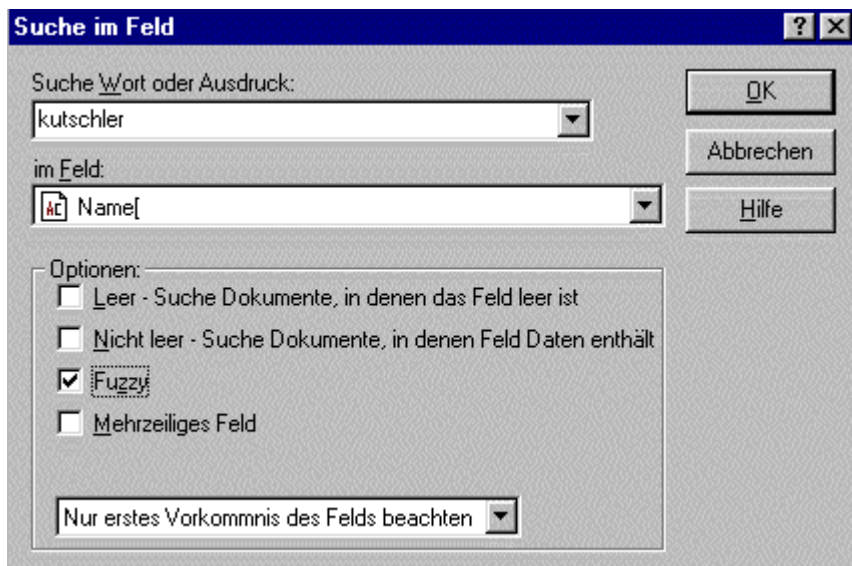 Suche im Feld
Suche Wort oder Ausdruck:
kutschler
OK
Abbrechen
im Feld:
Name[
Hilfe
Optionen:
Leer - Suche Dokumente, in denen das Feld leer ist
Nicht leer - Suche Dokumente, in denen Feld Daten enthält
Fuzzy
Mehrzeiliges Feld
Nur erstes Vorkommnis des Felds beachten